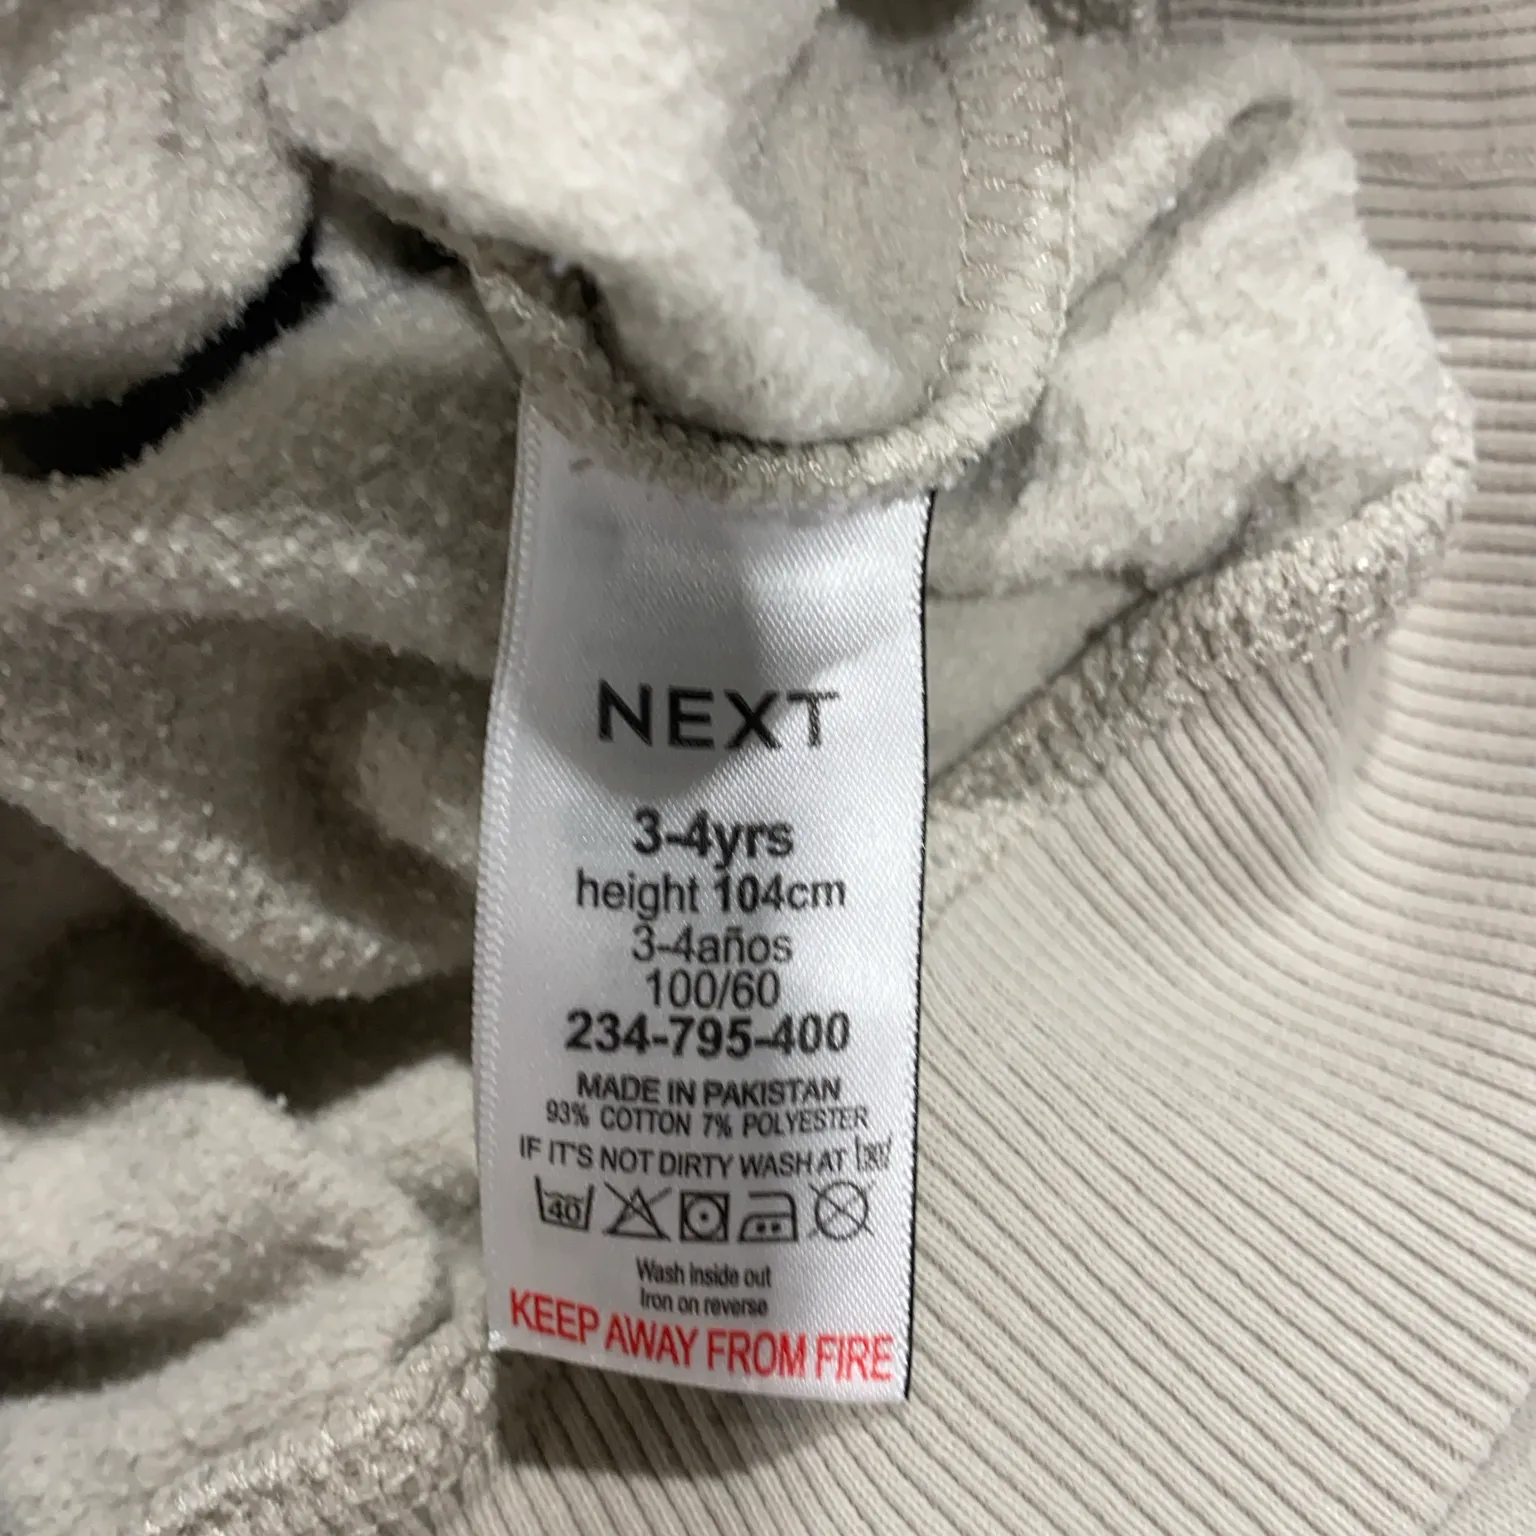 NEXT
3-4yrs
height 104cm
3-4años
100/60
234-795-400
MADE IN PAKISTAN
93% COTTON 7% POLYESTER
IF IT'S NOT DIRTY WASH AT 30
40
Wash inside out
Iron on reverse
KEEP AWAY FROM FIRE